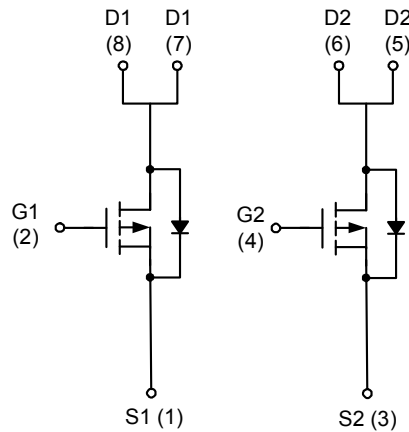 D1 D1 D2 D2
(8) (7) (6) (5)
G1 G2
(2) (4)
S1 (1) S2 (3)